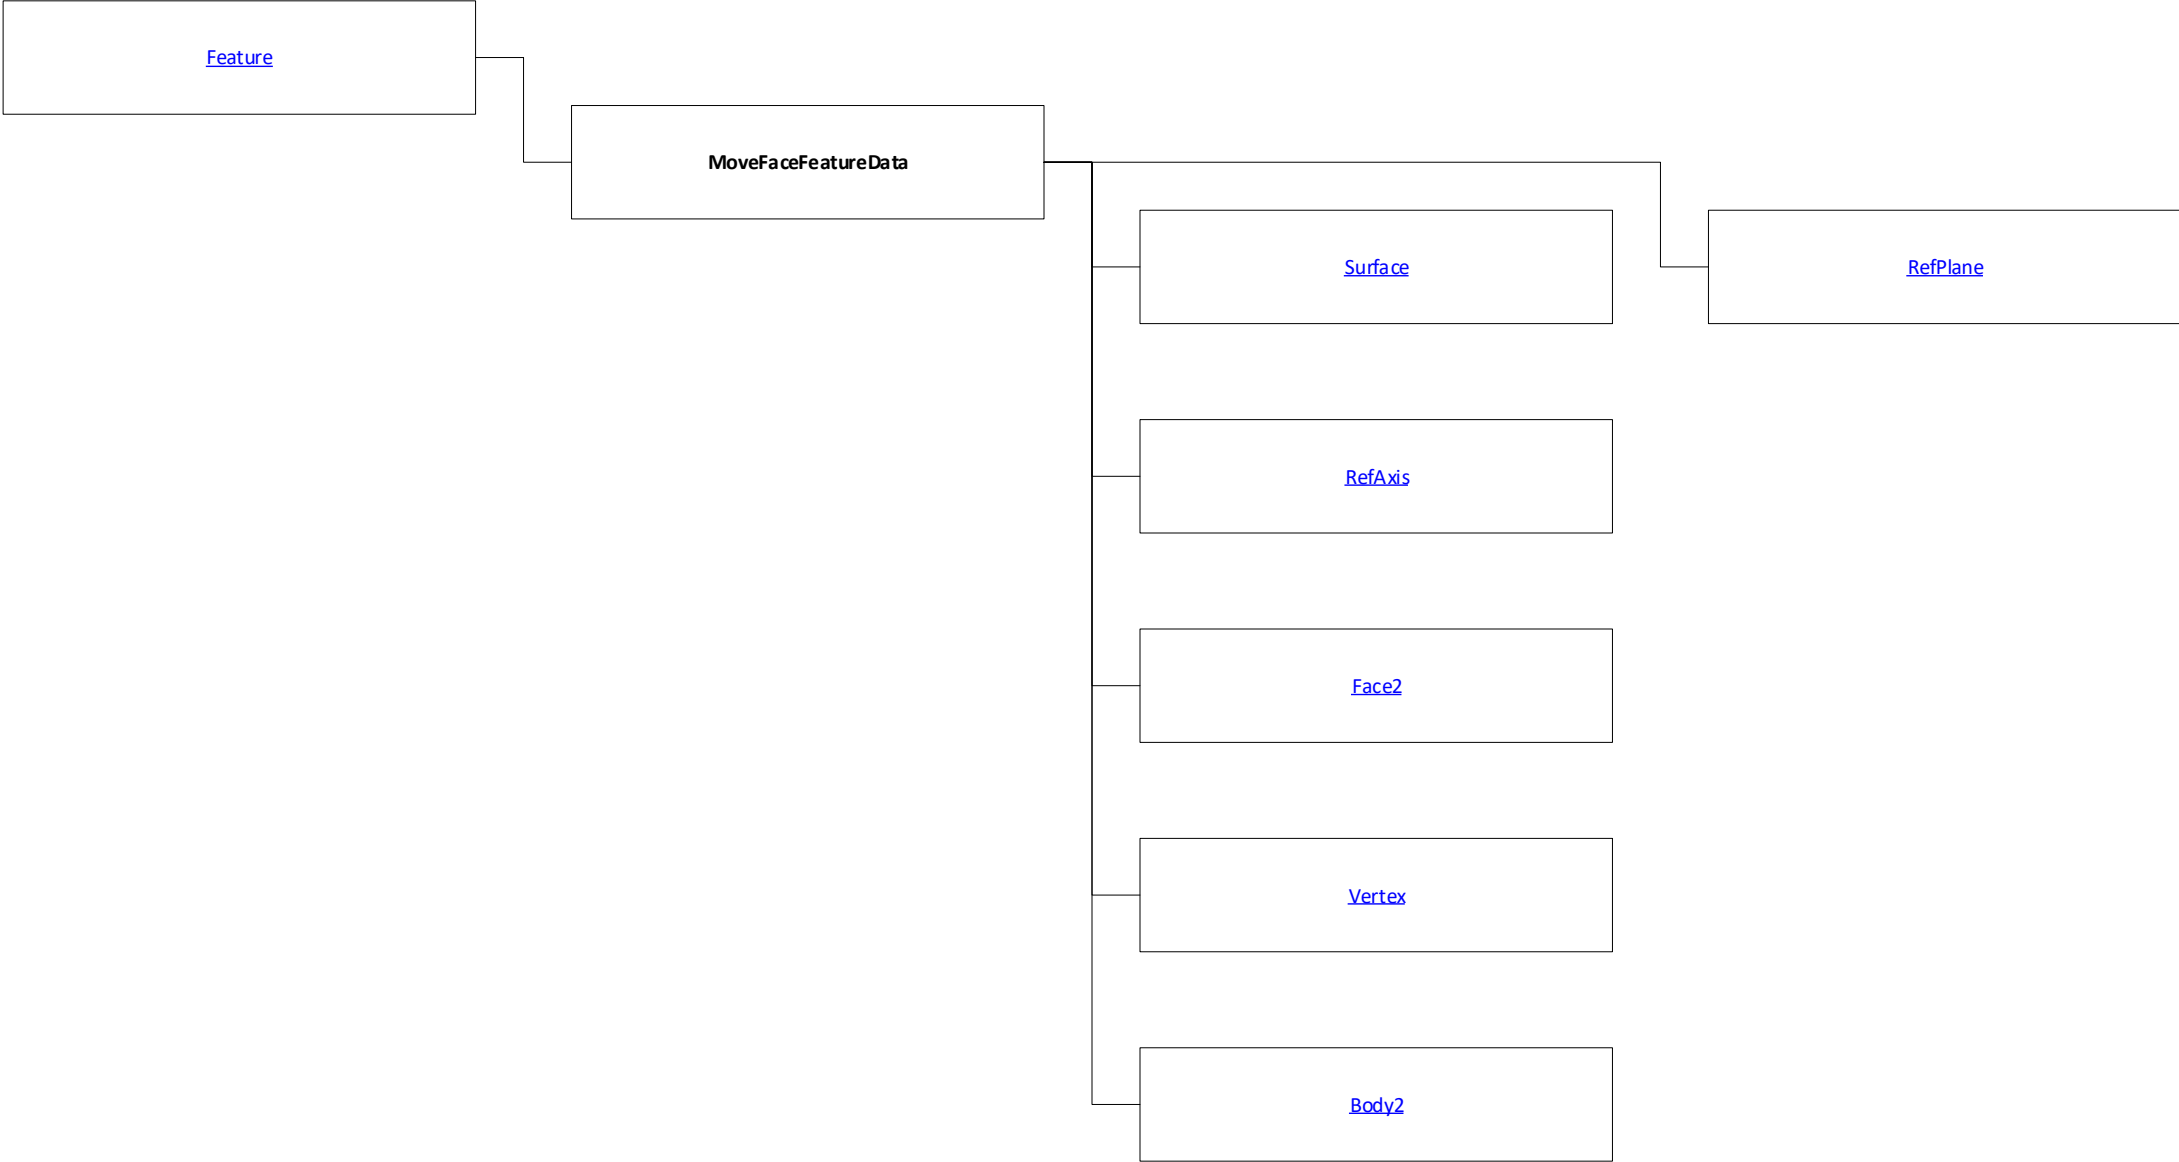 Feature
MoveFaceFeatureData
Surface
RefPlane
RefAxis
Face2
Vertex
Body2